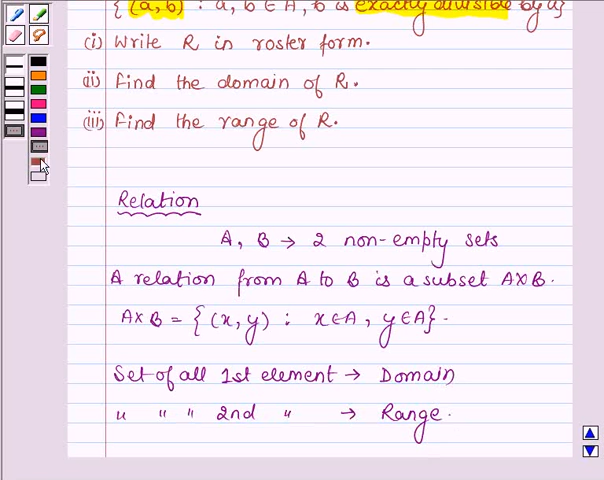 { (a, b) : a, b ∈ A, b is exactly divisible by a}
(i) Write R in roster form.
(ii) Find the domain of R.
(iii) Find the range of R.
Relation
A, B → 2 non-empty sets
A relation from A to B is a subset A×B.
A×B = { (x, y) : x∈A, y∈A}.
Set of all 1st element → Domain
" " " 2nd " → Range.